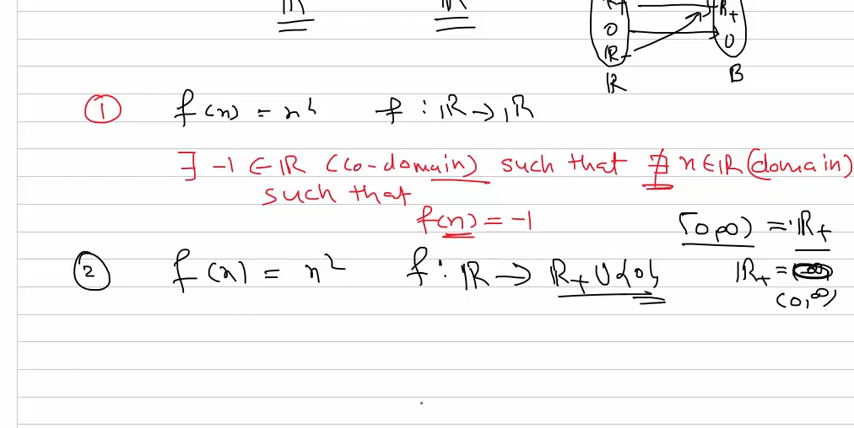 ℝ ℝ
R+ R+
0
ℝ- 0
ℝ B
① f(x) = x² f : ℝ → ℝ
∃ -1 ∈ ℝ (co-domain) such that ∄ x ∈ ℝ (domain)
such that
f(x) = -1
[0,∞) = ℝ+
② f(x) = x² f : ℝ → ℝ+ ∪ {0} ℝ+ =
(0,∞)